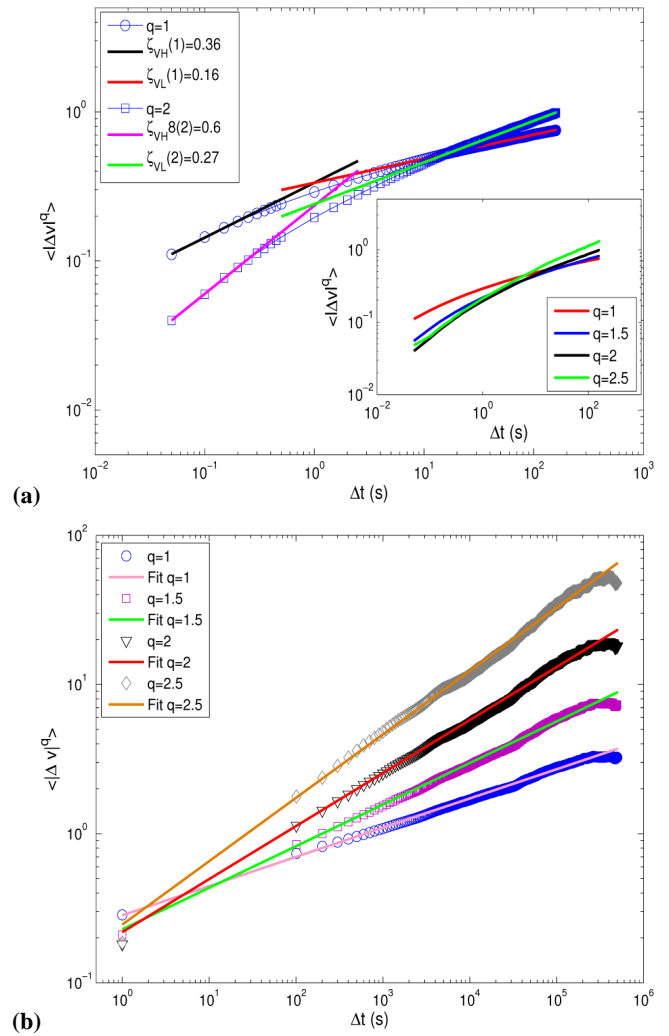 q=1
ζVH(1)=0.36
ζVL(1)=0.16
q=2
ζVH8(2)=0.6
ζVL(2)=0.27
10^0
10^-1
10^-2
<|Δv|^q>
10^-2
10^-1
10^0
10^1
10^2
10^3
Δt (s)
10^0
10^-1
10^-2
<|Δv|^q>
q=1
q=1.5
q=2
q=2.5
10^-2
10^0
10^2
Δt (s)
(a)
10^2
10^1
10^0
10^-1
<|Δ v|^q>
q=1
Fit q=1
q=1.5
Fit q=1.5
q=2
Fit q=2
q=2.5
Fit q=2.5
10^0
10^1
10^2
10^3
10^4
10^5
10^6
Δt (s)
(b)